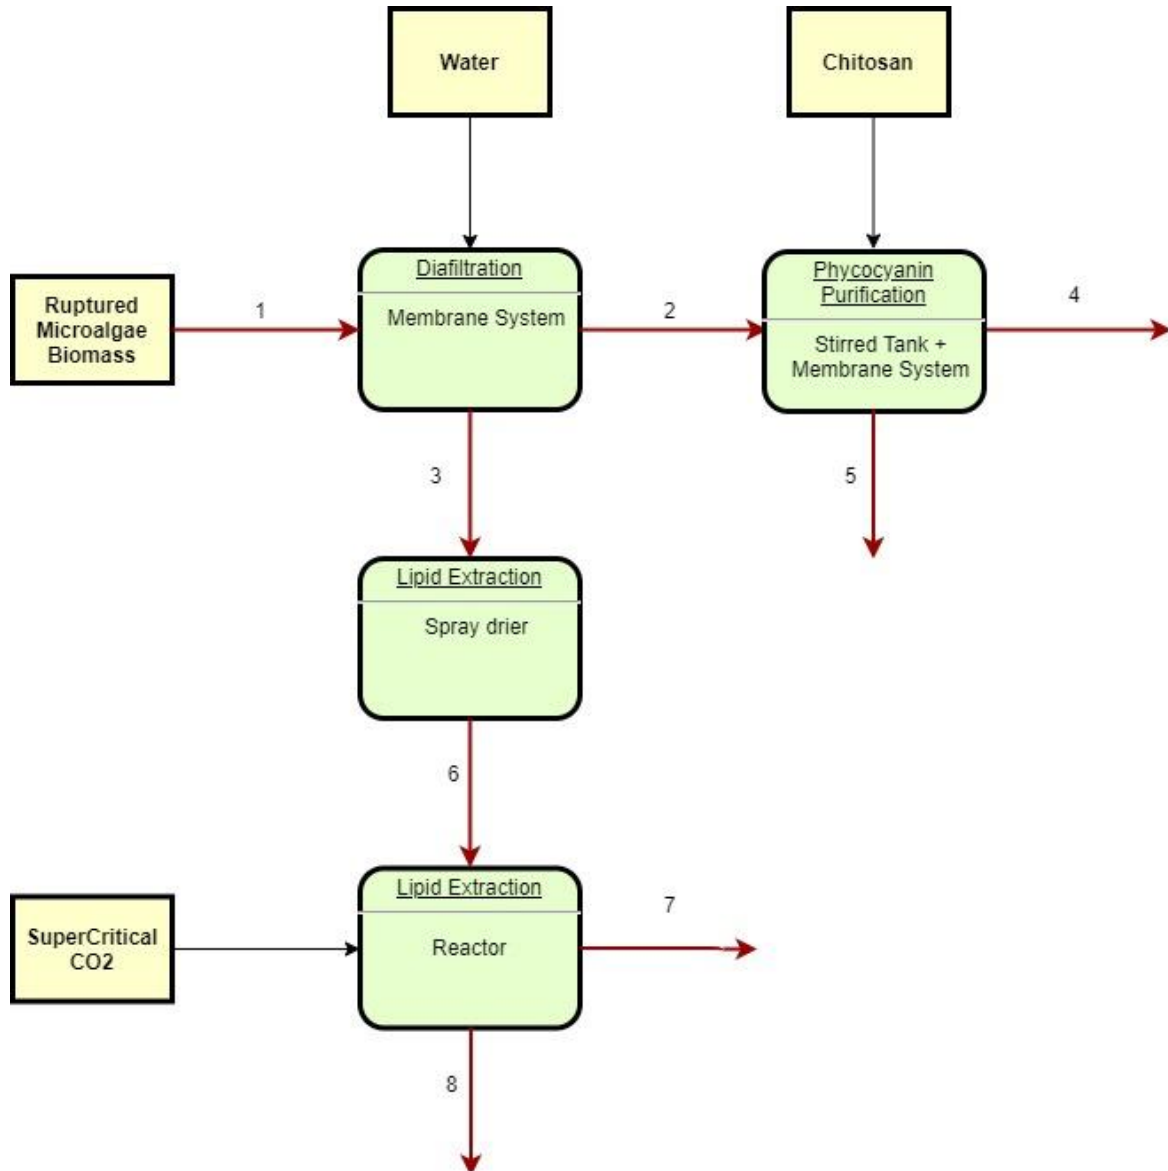 Water
Chitosan
Diafiltration
Membrane System
Phycocyanin
Purification
Stirred Tank +
Membrane System
Ruptured
Microalgae
Biomass
1
2
4
3
5
Lipid Extraction
Spray drier
6
Lipid Extraction
Reactor
7
SuperCritical
CO2
8